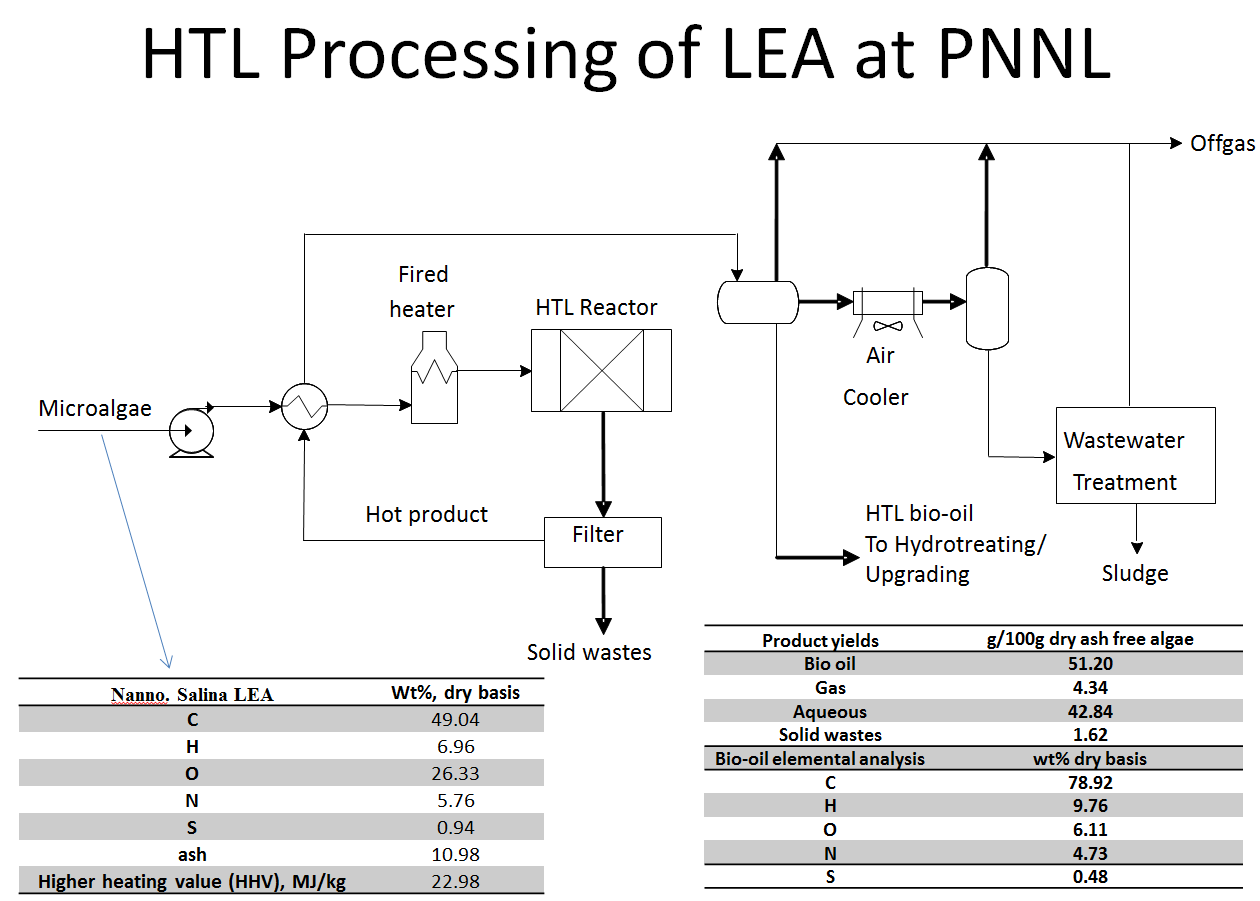 HTL Processing of LEA at PNNL
Offgas
Fired
heater
HTL Reactor
Air
Cooler
Microalgae
Wastewater
Treatment
Hot product
Filter
HTL bio-oil
To Hydrotreating/
Upgrading
Sludge
Solid wastes
Nanno. Salina LEA Wt%, dry basis
C 49.04
H 6.96
O 26.33
N 5.76
S 0.94
ash 10.98
Higher heating value (HHV), MJ/kg 22.98
Product yields g/100g dry ash free algae
Bio oil 51.20
Gas 4.34
Aqueous 42.84
Solid wastes 1.62
Bio-oil elemental analysis wt% dry basis
C 78.92
H 9.76
O 6.11
N 4.73
S 0.48